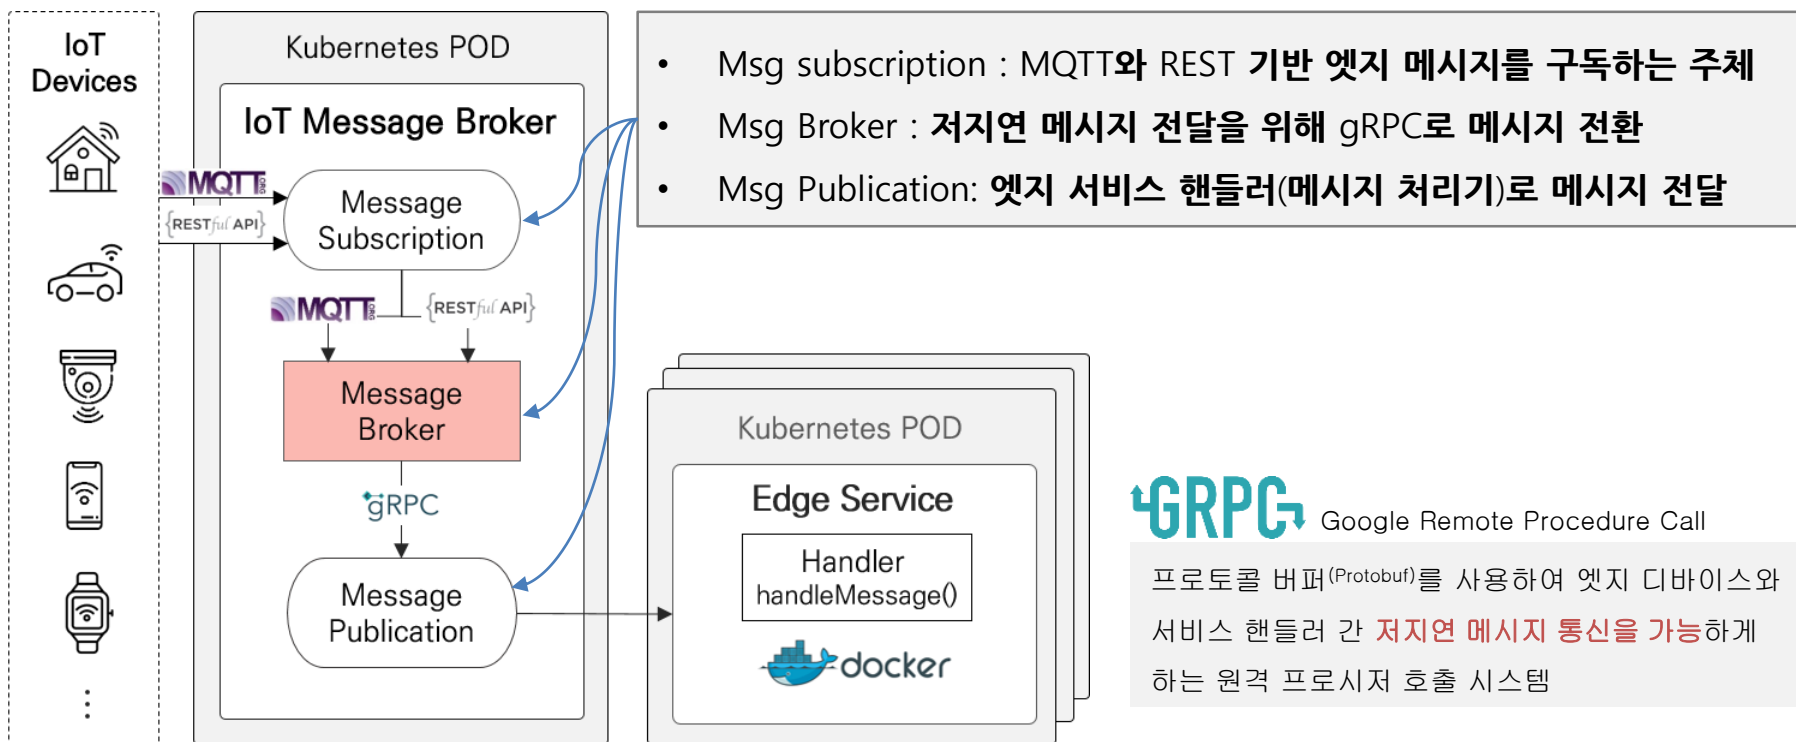 IoT
Devices
⋮
Kubernetes POD
IoT Message Broker
MQTT.ORG
{RESTful API}
Message
Subscription
MQTT.ORG
{RESTful API}
Message
Broker
gRPC
Message
Publication
• Msg subscription : MQTT와 REST 기반 엣지 메시지를 구독하는 주체
• Msg Broker : 저지연 메시지 전달을 위해 gRPC로 메시지 전환
• Msg Publication: 엣지 서비스 핸들러(메시지 처리기)로 메시지 전달
Kubernetes POD
Edge Service
Handler
handleMessage()
docker
GRPC Google Remote Procedure Call
프로토콜 버퍼(Protobuf)를 사용하여 엣지 디바이스와
서비스 핸들러 간 저지연 메시지 통신을 가능하게
하는 원격 프로시저 호출 시스템